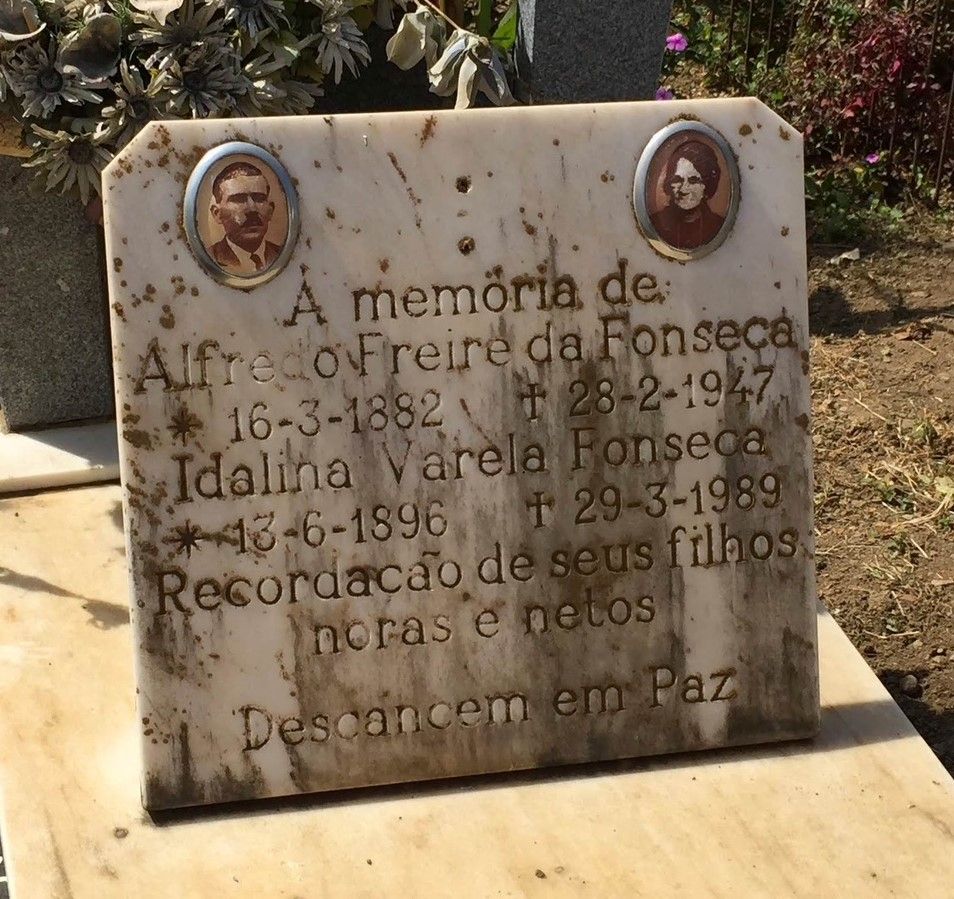 À memória de
Alfredo Freire da Fonseca
* 16-3-1882 † 28-2-1947
Idalina Varela Fonseca
* 13-6-1896 † 29-3-1989
Recordacão de seus filhos
noras e netos
Descancem em Paz